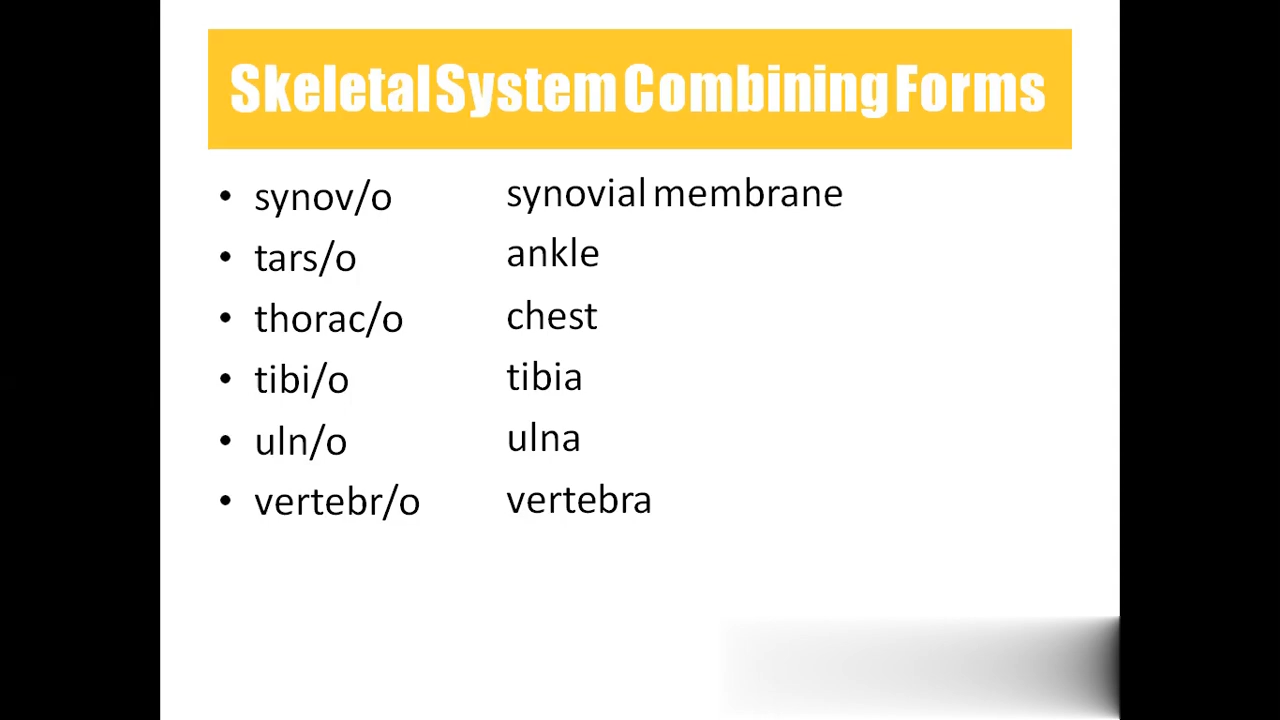 Skeletal System Combining Forms
• synov/o synovial membrane
• tars/o ankle
• thorac/o chest
• tibi/o tibia
• uln/o ulna
• vertebr/o vertebra